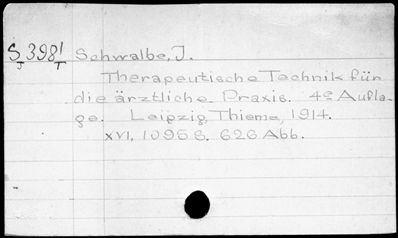 S 3981 Schwalbe, J.
J T
Therapeutische Technik für
die ärztliche Praxis. 4e Aufla-
ge. Leipzig, Thieme, 1914.
XVI, 1096 S. 626 Abb.